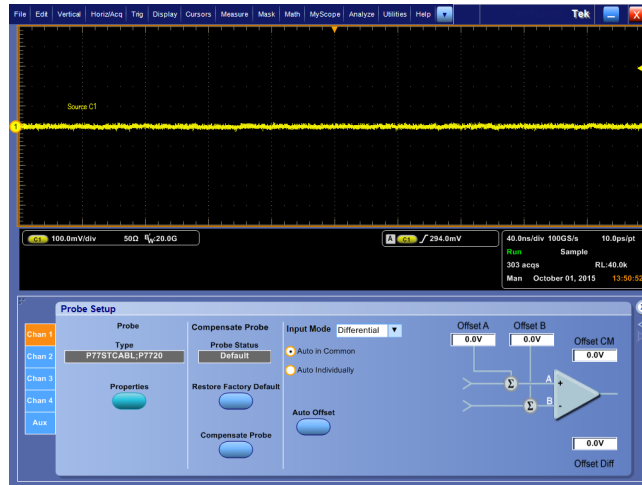 File Edit Vertical Horiz/Acq Trig Display Cursors Measure Mask Math MyScope Analyze Utilities Help Tek X
Source C1
1
C1 100.0mV/div 50Ω BW:20.0G
A C1 294.0mV
40.0ns/div 100GS/s 10.0ps/pt
Run Sample
303 acqs RL:40.0k
Man October 01, 2015 13:50:52
Probe Setup
Chan 1
Chan 2
Chan 3
Chan 4
Aux
Probe
Type
P77STCABL;P7720
Properties
Compensate Probe
Probe Status
Default
Restore Factory Default
Compensate Probe
Input Mode Differential
Auto in Common
Auto Individually
Auto Offset
Offset A Offset B
0.0V 0.0V
Offset CM
0.0V
Σ A +
Σ B -
0.0V
Offset Diff